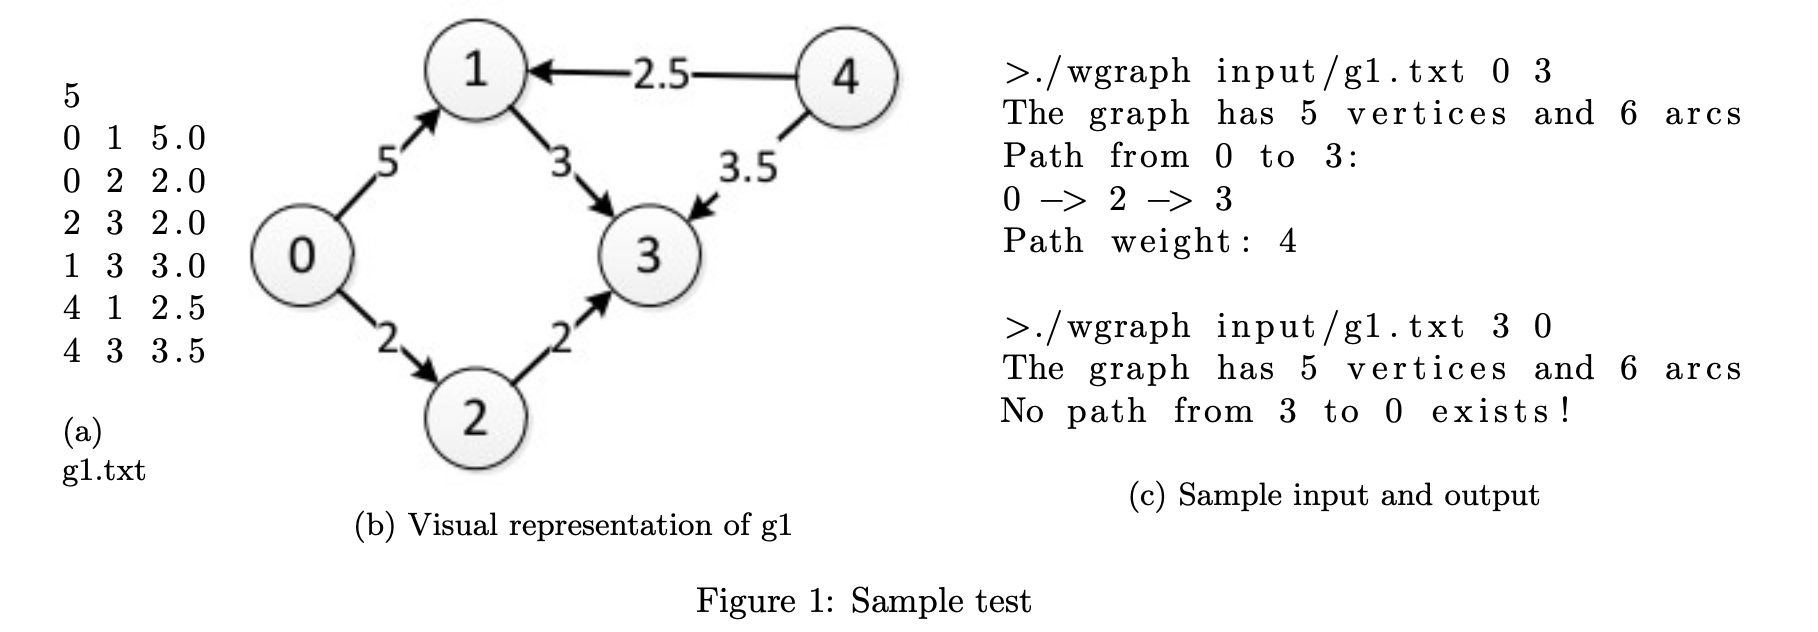 5
0 1 5.0
0 2 2.0
2 3 2.0
1 3 3.0
4 1 2.5
4 3 3.5
(a)
g1.txt
1
2.5
4
5
3
3.5
0
3
2
2
2
(b) Visual representation of g1
>./wgraph input/g1.txt 0 3
The graph has 5 vertices and 6 arcs
Path from 0 to 3:
0 −> 2 −> 3
Path weight: 4
>./wgraph input/g1.txt 3 0
The graph has 5 vertices and 6 arcs
No path from 3 to 0 exists!
(c) Sample input and output
Figure 1: Sample test